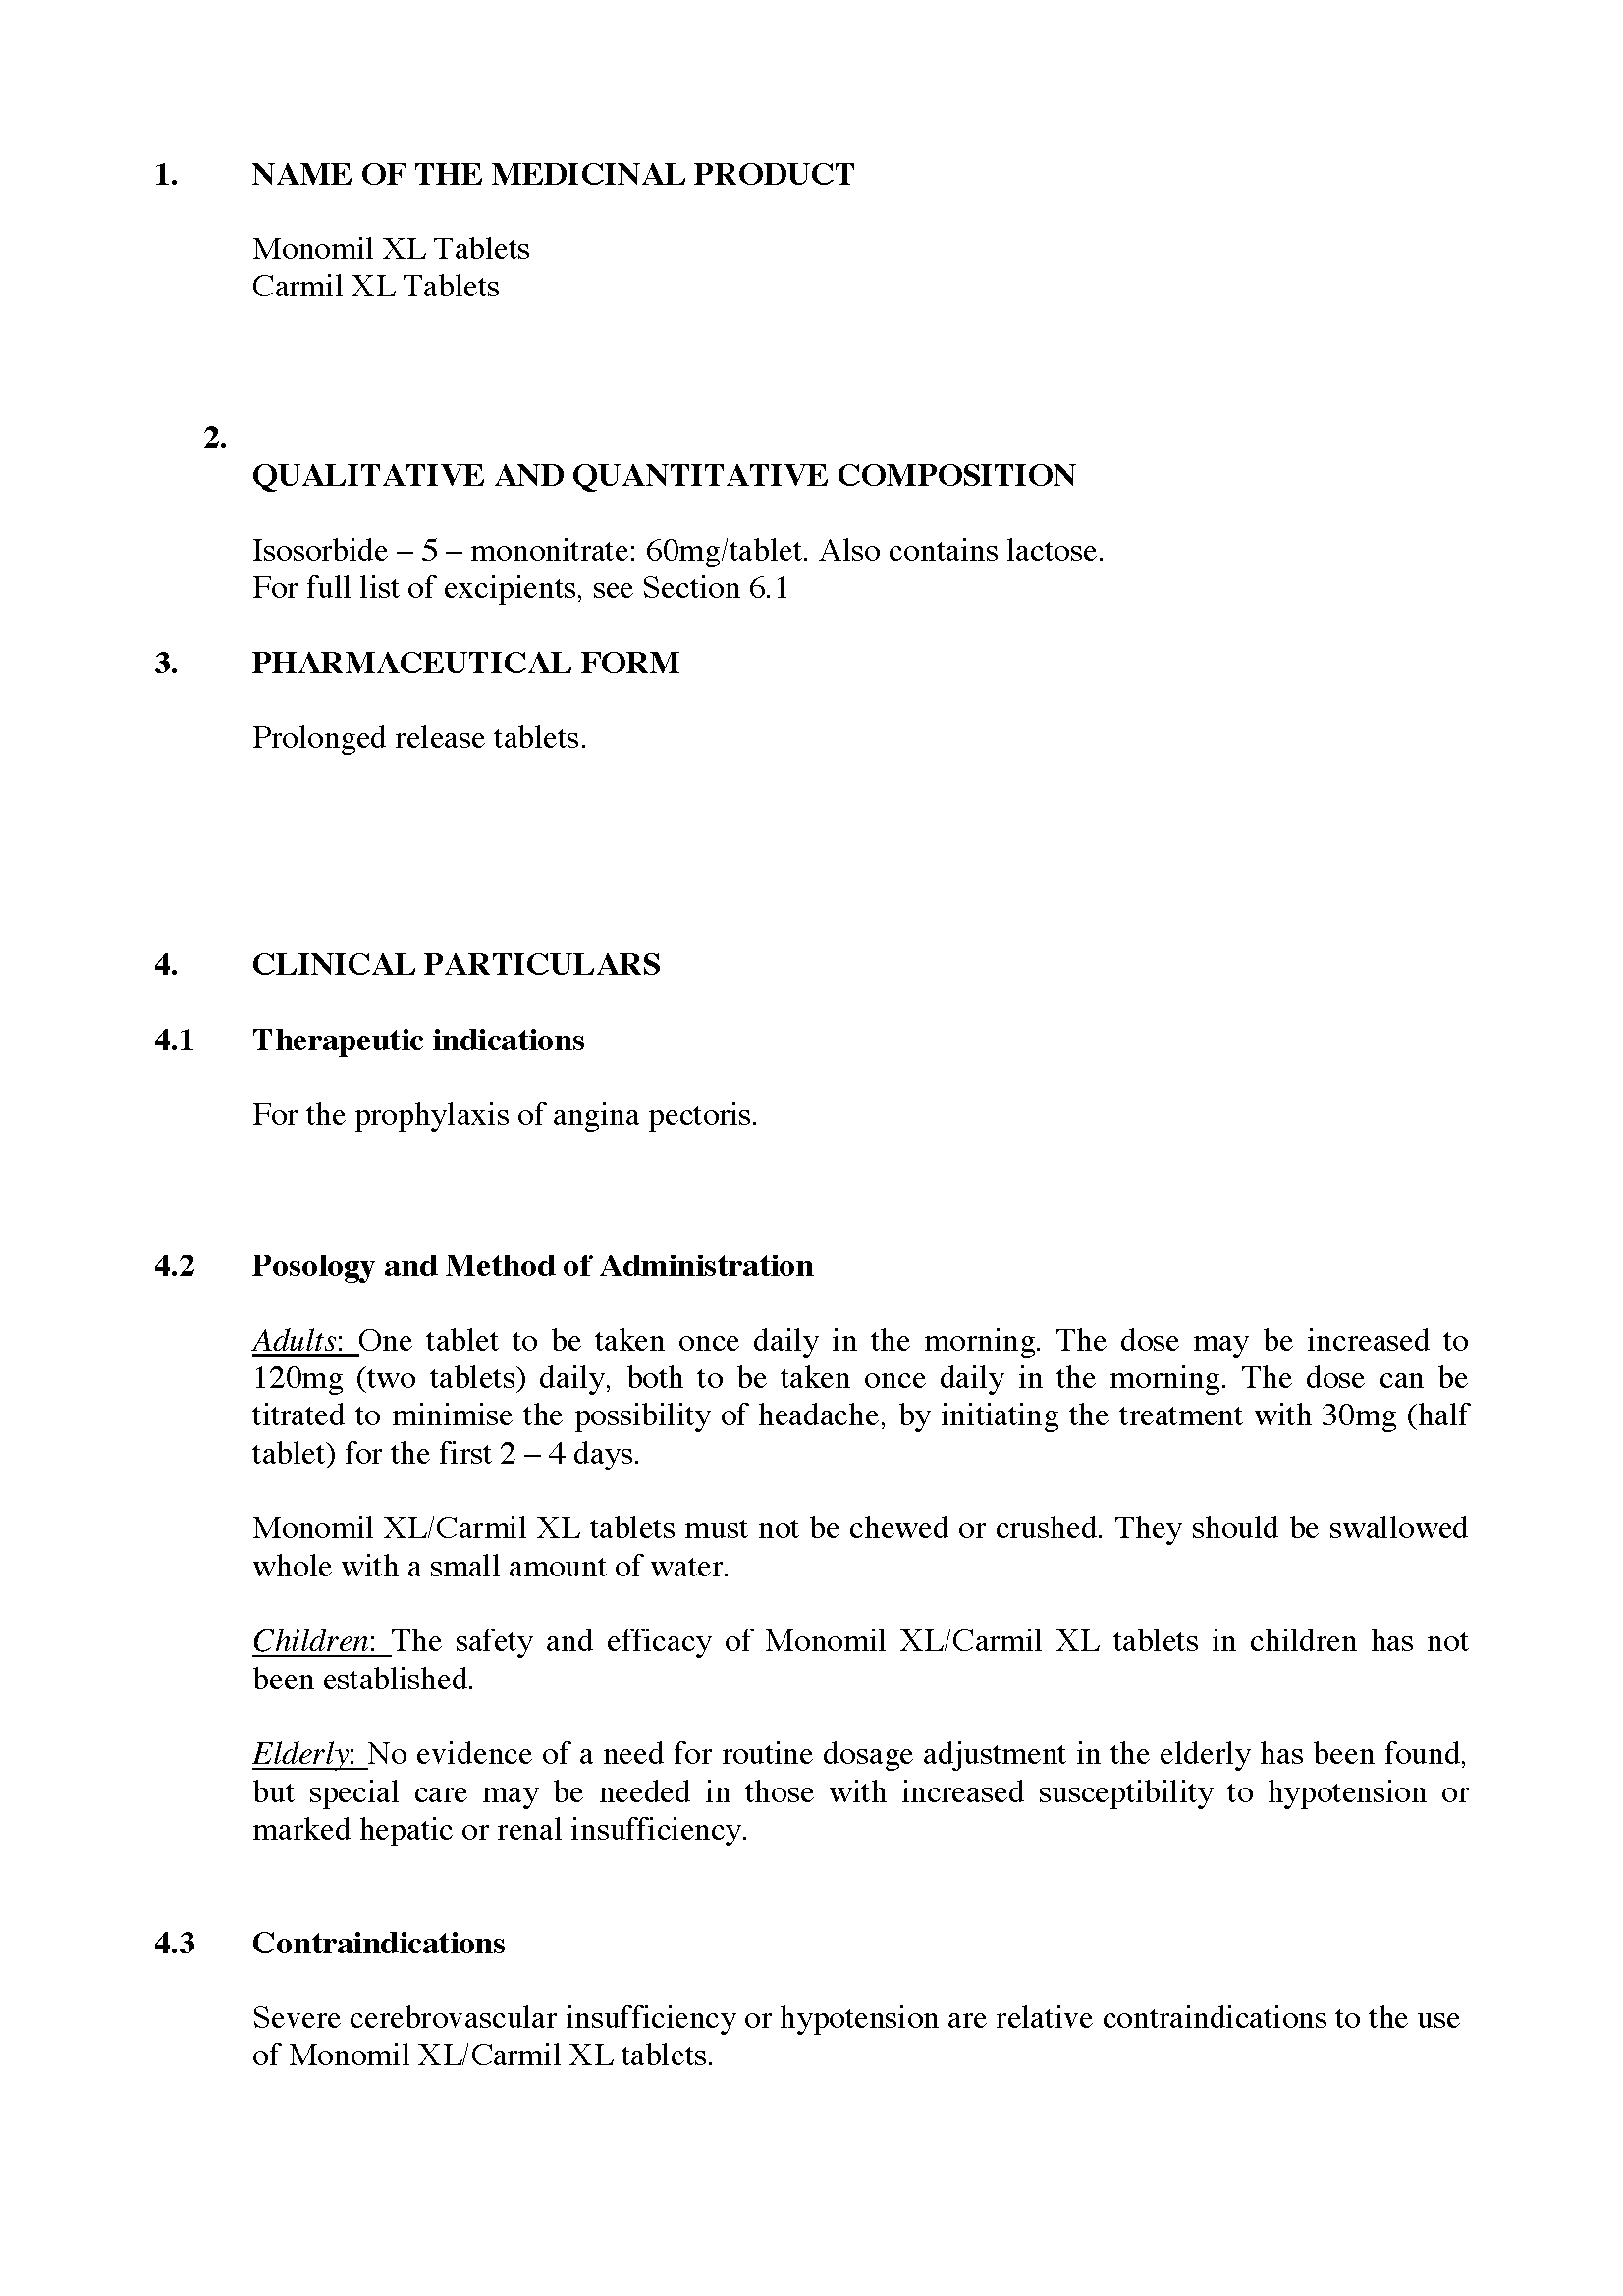 1. NAME OF THE MEDICINAL PRODUCT
Monomil XL Tablets
Carmil XL Tablets
2.
QUALITATIVE AND QUANTITATIVE COMPOSITION
Isosorbide – 5 – mononitrate: 60mg/tablet. Also contains lactose.
For full list of excipients, see Section 6.1
3. PHARMACEUTICAL FORM
Prolonged release tablets.
4. CLINICAL PARTICULARS
4.1 Therapeutic indications
For the prophylaxis of angina pectoris.
4.2 Posology and Method of Administration
Adults: One tablet to be taken once daily in the morning. The dose may be increased to
120mg (two tablets) daily, both to be taken once daily in the morning. The dose can be
titrated to minimise the possibility of headache, by initiating the treatment with 30mg (half
tablet) for the first 2 – 4 days.
Monomil XL/Carmil XL tablets must not be chewed or crushed. They should be swallowed
whole with a small amount of water.
Children: The safety and efficacy of Monomil XL/Carmil XL tablets in children has not
been established.
Elderly: No evidence of a need for routine dosage adjustment in the elderly has been found,
but special care may be needed in those with increased susceptibility to hypotension or
marked hepatic or renal insufficiency.
4.3 Contraindications
Severe cerebrovascular insufficiency or hypotension are relative contraindications to the use
of Monomil XL/Carmil XL tablets.